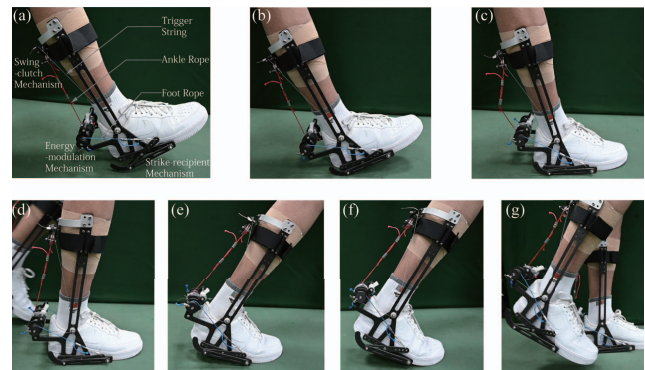 (a)
Trigger
String
Swing
-clutch
Mechanism
Ankle Rope
Foot Rope
Energy
-modulation
Mechanism
Strike-recipient
Mechanism
(b)
(c)
(d)
(e)
(f)
(g)